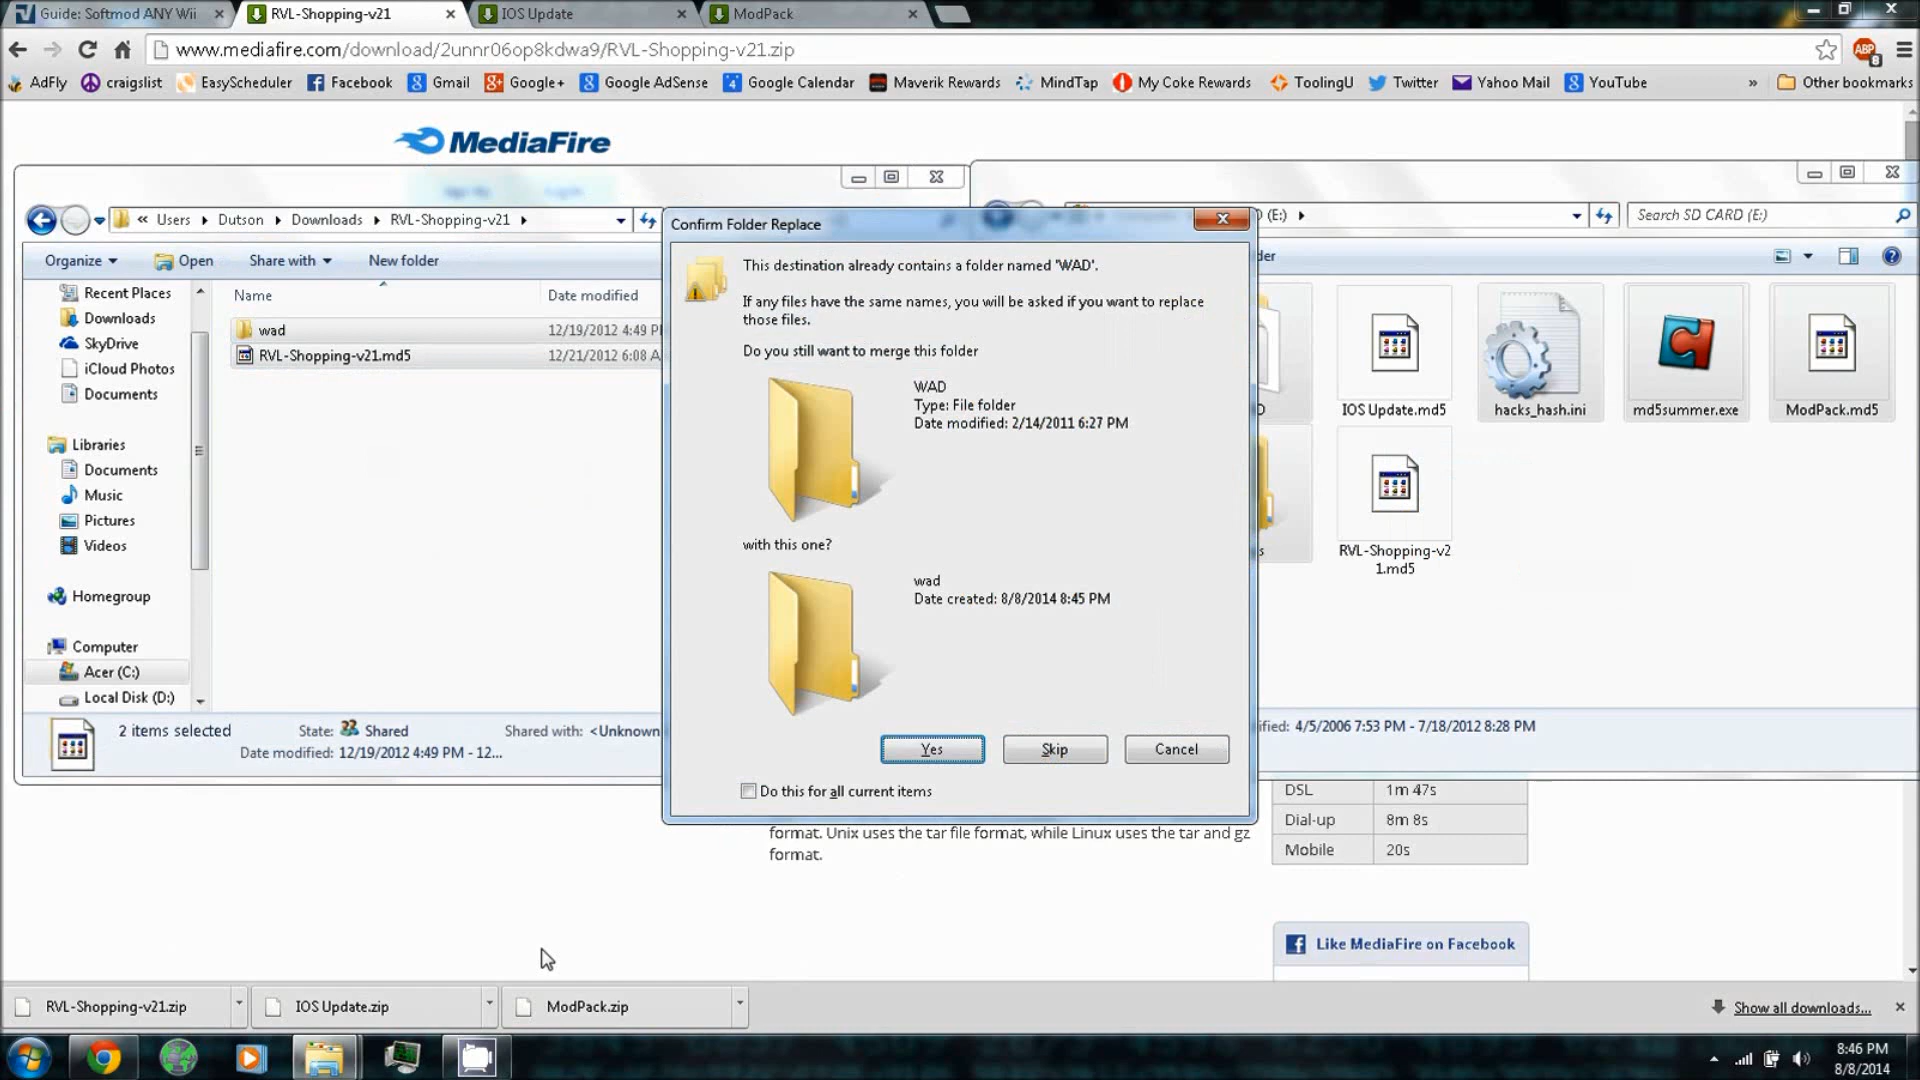 Guide: Softmod ANY Wii
RVL-Shopping-v21
IOS Update
ModPack
www.mediafire.com/download/2unnr06op8kdwa9/RVL-Shopping-v21.zip
ABP
8
AdFly
craigslist
EasyScheduler
Facebook
Gmail
Google+
Google AdSense
4
Google Calendar
Maverik Rewards
MindTap
My Coke Rewards
ToolingU
Twitter
Yahoo Mail
YouTube
»
Other bookmarks
MediaFire
« Users
Dutson
Downloads
RVL-Shopping-v21
Organize
Open
Share with
New folder
Name
Date modified
Recent Places
Downloads
SkyDrive
iCloud Photos
Documents
Libraries
Documents
Music
Pictures
Videos
Homegroup
Computer
Acer (C:)
Local Disk (D:)
wad
12/19/2012 4:49 P
RVL-Shopping-v21.md5
12/21/2012 6:08 A
2 items selected
State:
Shared
Shared with: <Unknown
Date modified: 12/19/2012 4:49 PM - 12...
Confirm Folder Replace
This destination already contains a folder named 'WAD'.
If any files have the same names, you will be asked if you want to replace
those files.
Do you still want to merge this folder
WAD
Type: File folder
Date modified: 2/14/2011 6:27 PM
with this one?
wad
Date created: 8/8/2014 8:45 PM
Yes
Skip
Cancel
Do this for all current items
(E:)
Search SD CARD (E:)
der
D
IOS Update.md5
hacks_hash.ini
md5summer.exe
ModPack.md5
s
RVL-Shopping-v2
1.md5
ified: 4/5/2006 7:53 PM - 7/18/2012 8:28 PM
DSL
1m 47s
Dial-up
8m 8s
Mobile
20s
format. Unix uses the tar file format, while Linux uses the tar and gz
format.
Like MediaFire on Facebook
RVL-Shopping-v21.zip
IOS Update.zip
ModPack.zip
Show all downloads...
8:46 PM
8/8/2014